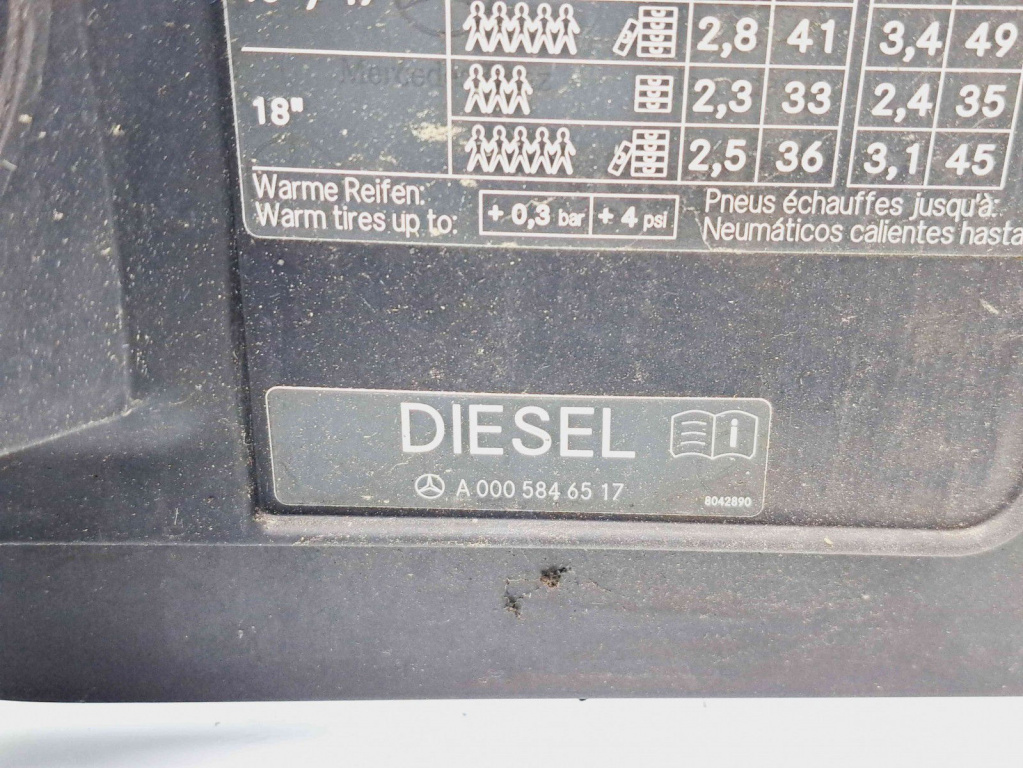 2,8 41 3,4 49
18" 2,3 33 2,4 35
2,5 36 3,1 45
Warme Reifen:
Warm tires up to:
+ 0,3 bar + 4 psi
Pneus échauffes jusqu'à:
Neumáticos calientes hasta
DIESEL
A 000 584 65 17
8042890